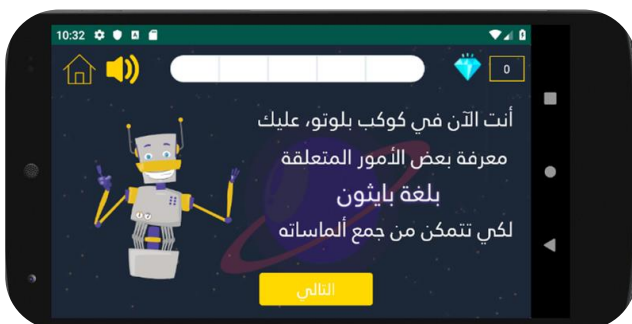 10:32
0
أنت الآن في كوكب بلوتو، عليك
معرفة بعض الأمور المتعلقة
بلغة بايثون
لكي تتمكن من جمع ألماساته
التالي